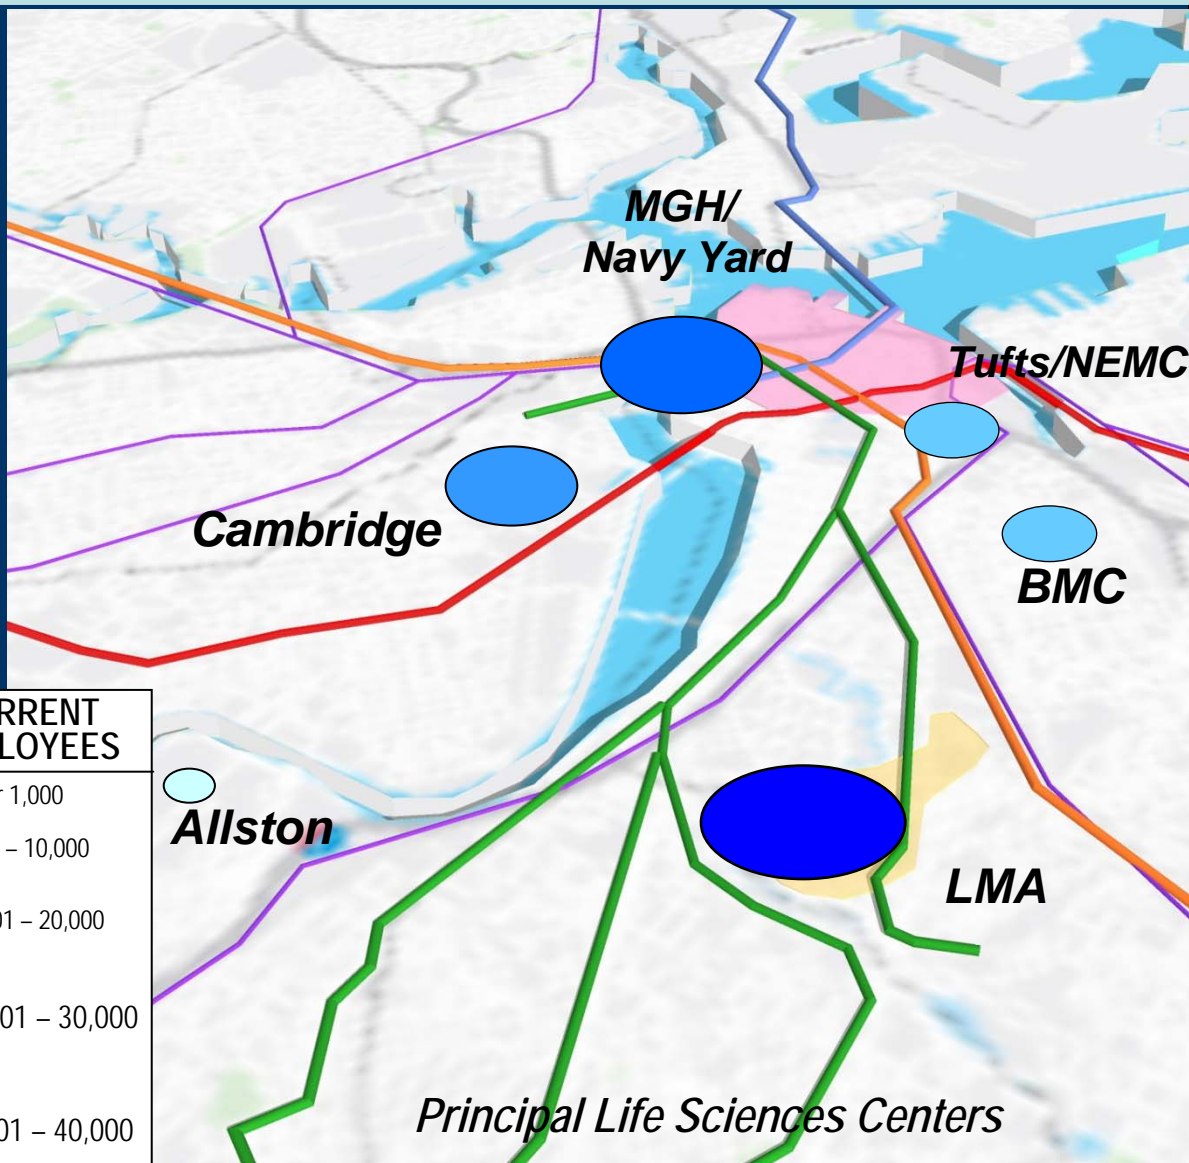 MGH/
Navy Yard
Tufts/NEMC
Cambridge
BMC
RRENT
LOYEES
r 1,000
– 10,000
01 – 20,000
01 – 30,000
01 – 40,000
Allston
LMA
Principal Life Sciences Centers